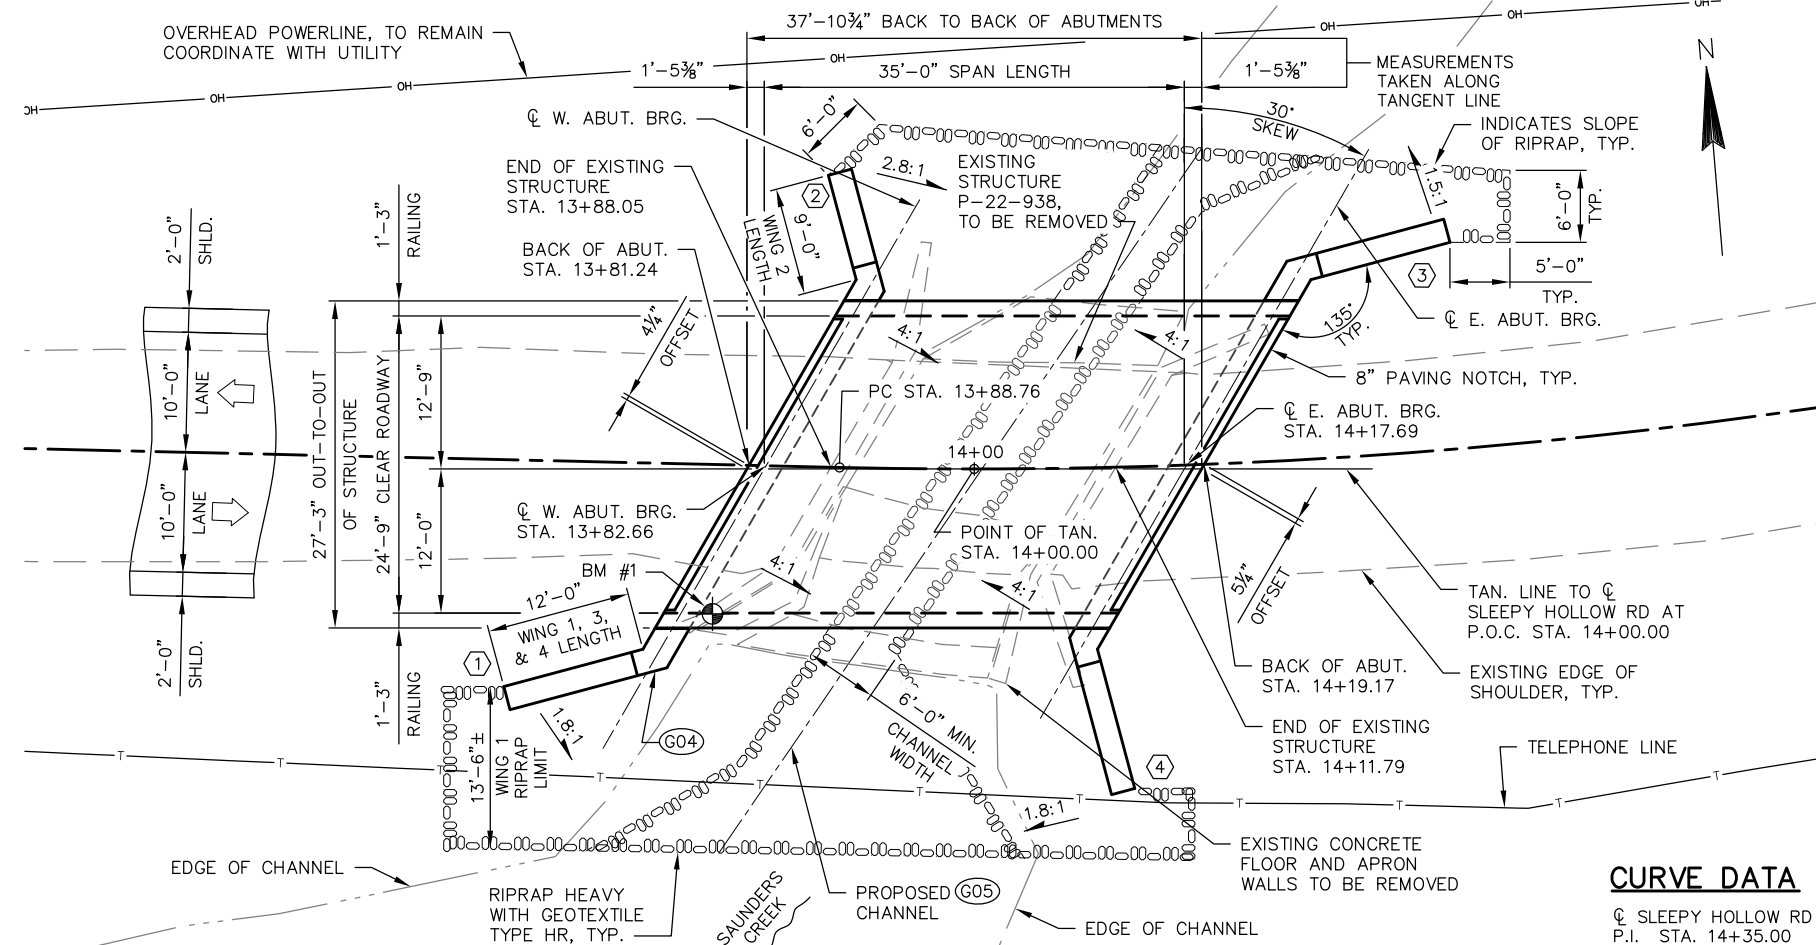 OVERHEAD POWERLINE, TO REMAIN
COORDINATE WITH UTILITY
37'-10¾" BACK TO BACK OF ABUTMENTS
1'-5⅜"
35'-0" SPAN LENGTH
1'-5⅜"
MEASUREMENTS
TAKEN ALONG
TANGENT LINE
N
OH
OH
OH
OH
OH
OH
OH
℄ W. ABUT. BRG.
6'-0"
30°
SKEW
INDICATES SLOPE
OF RIPRAP, TYP.
END OF EXISTING
STRUCTURE
STA. 13+88.05
2.8:1
EXISTING
STRUCTURE
P-22-938,
TO BE REMOVED
1.5:1
6'-0"
TYP.
2
9'-0"
WING 2
LENGTH
2'-0"
SHLD.
1'-3"
RAILING
BACK OF ABUT.
STA. 13+81.24
3
5'-0"
TYP.
4¼"
OFFSET
4:1
4:1
135°
TYP.
℄ E. ABUT. BRG.
10'-0"
LANE
27'-3" OUT-TO-OUT
OF STRUCTURE
24'-9" CLEAR ROADWAY
12'-9"
PC STA. 13+88.76
8" PAVING NOTCH, TYP.
℄ E. ABUT. BRG.
STA. 14+17.69
14+00
10'-0"
LANE
12'-0"
℄ W. ABUT. BRG.
STA. 13+82.66
POINT OF TAN.
STA. 14+00.00
BM #1
4:1
4:1
5¼"
OFFSET
TAN. LINE TO ℄
SLEEPY HOLLOW RD AT
P.O.C. STA. 14+00.00
12'-0"
WING 1, 3,
& 4 LENGTH
2'-0"
SHLD.
1'-3"
RAILING
1
BACK OF ABUT.
STA. 14+19.17
EXISTING EDGE OF
SHOULDER, TYP.
1.8:1
G04
6'-0" MIN.
CHANNEL
WIDTH
END OF EXISTING
STRUCTURE
STA. 14+11.79
TELEPHONE LINE
13'-6"±
WING 1
RIPRAP
LIMIT
4
T
T
T
T
T
T
T
T
T
T
T
1.8:1
EDGE OF CHANNEL
EXISTING CONCRETE
FLOOR AND APRON
WALLS TO BE REMOVED
RIPRAP HEAVY
WITH GEOTEXTILE
TYPE HR, TYP.
SAUNDERS
CREEK
PROPOSED G05
CHANNEL
EDGE OF CHANNEL
CURVE DATA
℄ SLEEPY HOLLOW RD
P.I. STA. 14+35.00